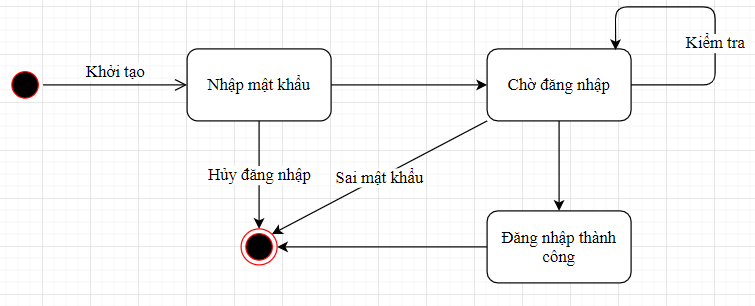 Kiểm tra
Khởi tạo
Nhập mật khẩu
Chờ đăng nhập
Hủy đăng nhập
Sai mật khẩu
Đăng nhập thành
công